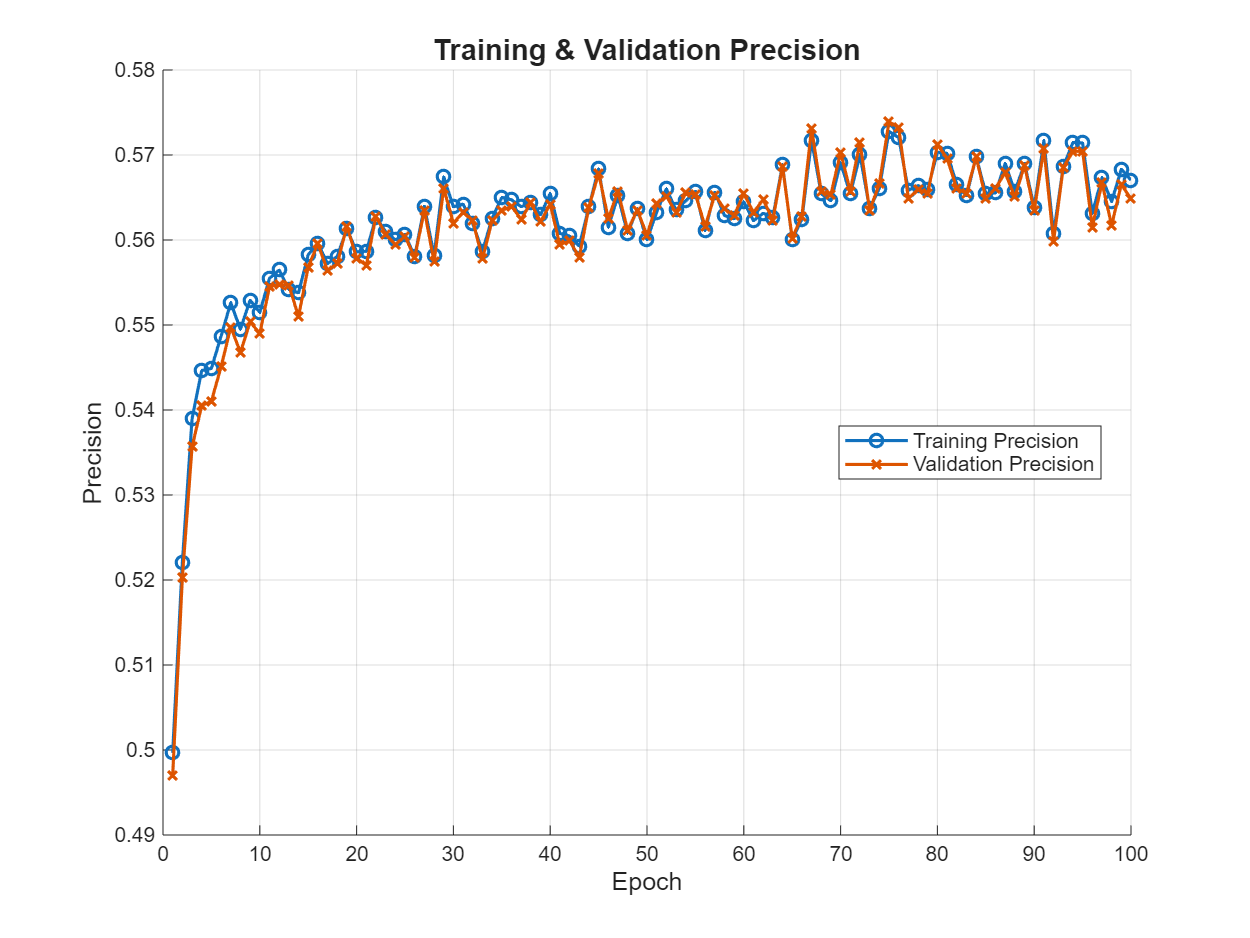 Training & Validation Precision
0.58
0.57
0.56
0.55
0.54
0.53
0.52
0.51
0.5
0.49
Precision
Training Precision
Validation Precision
0 10 20 30 40 50 60 70 80 90 100
Epoch